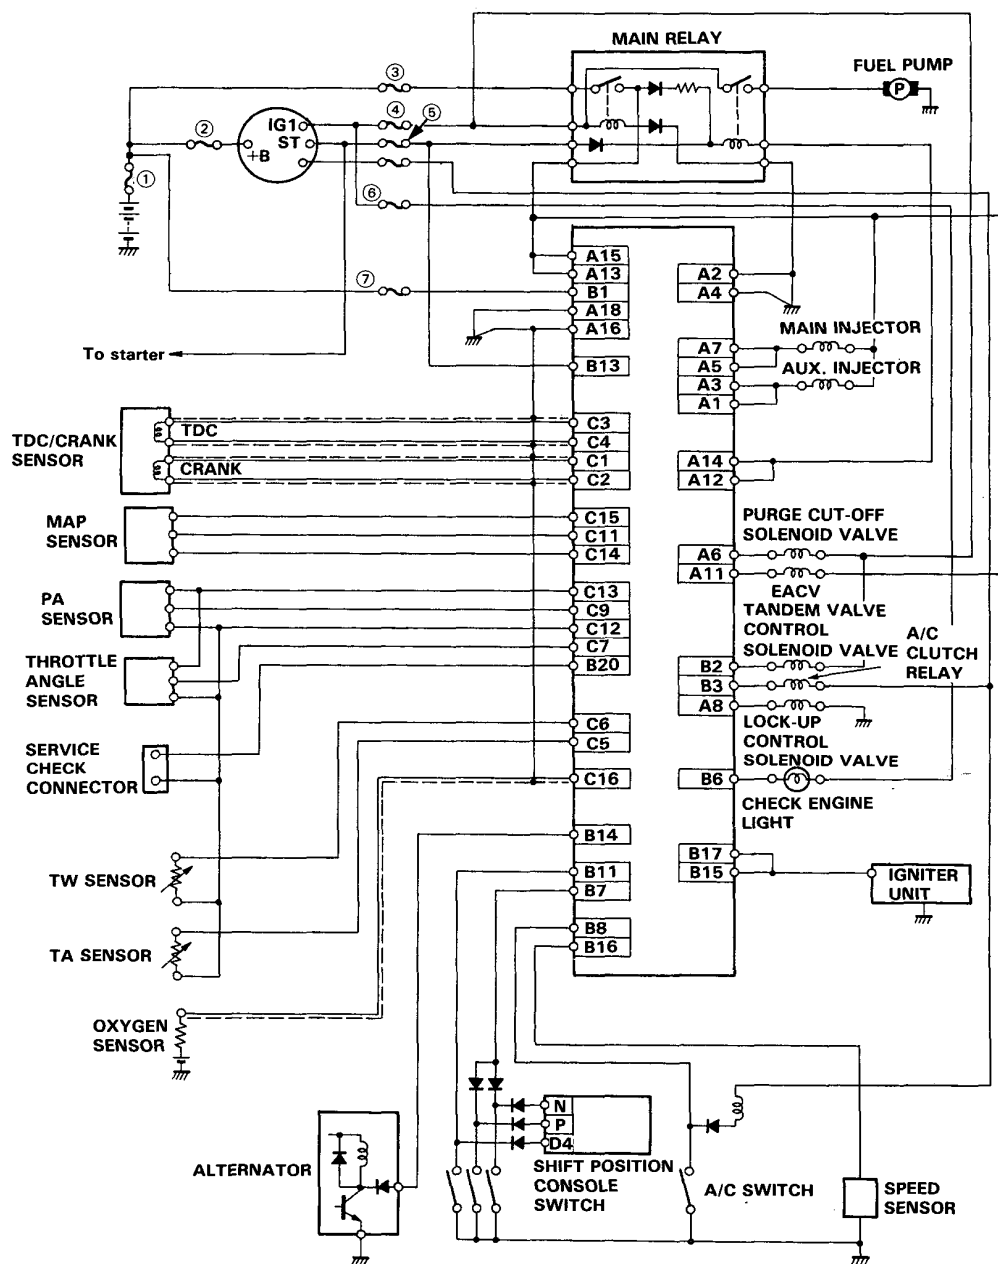 MAIN RELAY
FUEL PUMP
P
①
②
③
④
⑤
⑥
⑦
IG1
ST
+B
To starter
A15
A13
B1
A18
A16
B13
C3
C4
C1
C2
C15
C11
C14
C13
C9
C12
C7
B20
C6
C5
C16
B14
B11
B7
B8
B16
A2
A4
A7
A5
A3
A1
A14
A12
A6
A11
B2
B3
A8
B6
B17
B15
MAIN INJECTOR
AUX. INJECTOR
PURGE CUT-OFF
SOLENOID VALVE
EACV
TANDEM VALVE
CONTROL
SOLENOID VALVE
A/C
CLUTCH
RELAY
LOCK-UP
CONTROL
SOLENOID VALVE
CHECK ENGINE
LIGHT
IGNITER
UNIT
TDC/CRANK
SENSOR
TDC
CRANK
MAP
SENSOR
PA
SENSOR
THROTTLE
ANGLE
SENSOR
SERVICE
CHECK
CONNECTOR
TW SENSOR
TA SENSOR
OXYGEN
SENSOR
ALTERNATOR
N
P
D4
SHIFT POSITION
CONSOLE
SWITCH
A/C SWITCH
SPEED
SENSOR